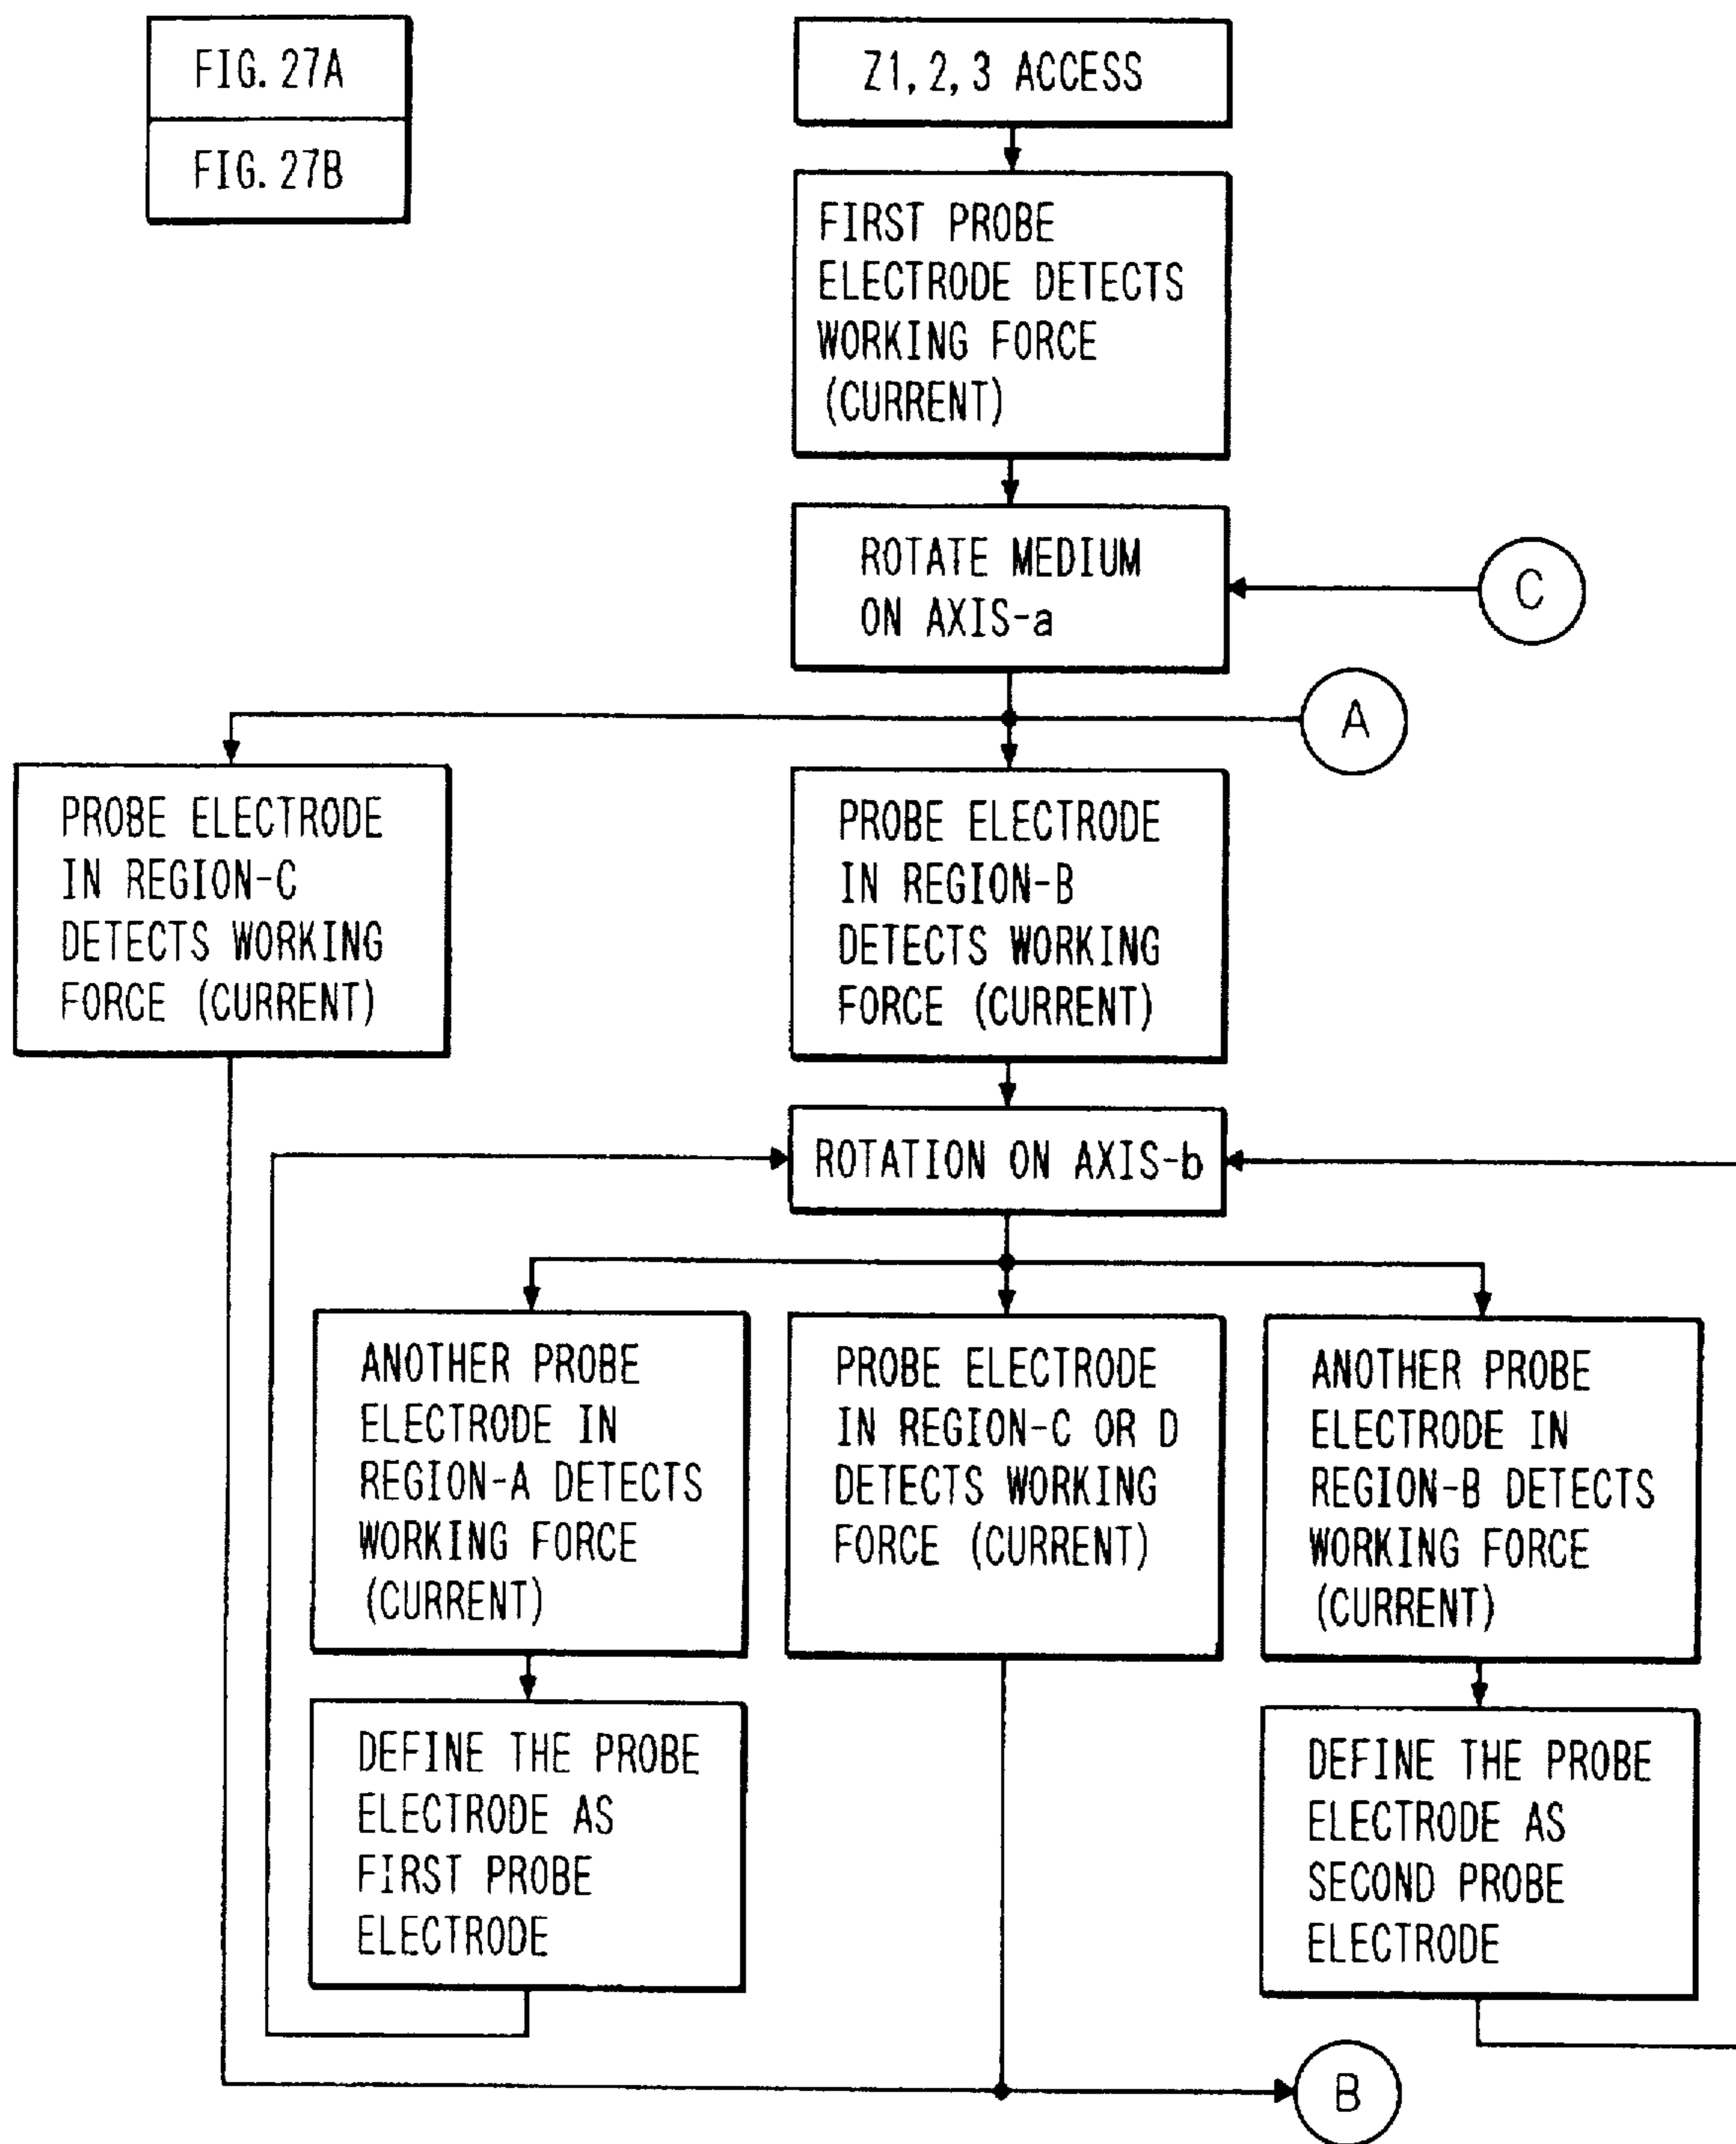 FIG. 27A
FIG. 27B
Z1, 2, 3 ACCESS
FIRST PROBE
ELECTRODE DETECTS
WORKING FORCE
(CURRENT)
ROTATE MEDIUM
ON AXIS-a
C
A
PROBE ELECTRODE
IN REGION-C
DETECTS WORKING
FORCE (CURRENT)
PROBE ELECTRODE
IN REGION-B
DETECTS WORKING
FORCE (CURRENT)
ROTATION ON AXIS-b
ANOTHER PROBE
ELECTRODE IN
REGION-A DETECTS
WORKING FORCE
(CURRENT)
PROBE ELECTRODE
IN REGION-C OR D
DETECTS WORKING
FORCE (CURRENT)
ANOTHER PROBE
ELECTRODE IN
REGION-B DETECTS
WORKING FORCE
(CURRENT)
DEFINE THE PROBE
ELECTRODE AS
FIRST PROBE
ELECTRODE
DEFINE THE PROBE
ELECTRODE AS
SECOND PROBE
ELECTRODE
B